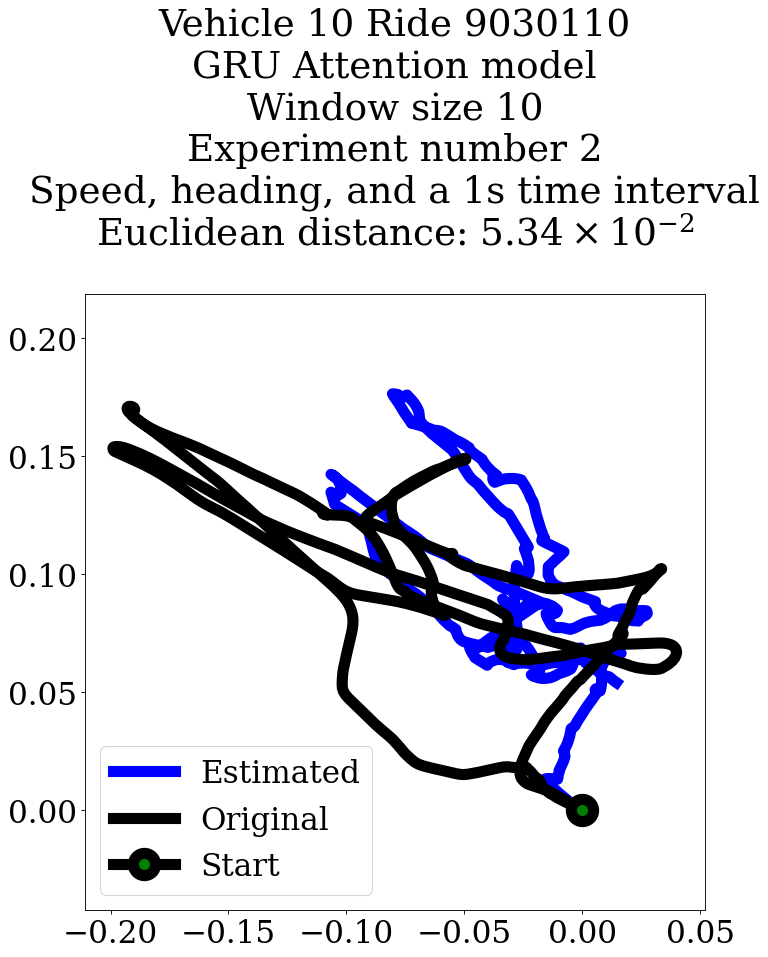 Vehicle 10 Ride 9030110
GRU Attention model
Window size 10
Experiment number 2
Speed, heading, and a 1s time interval
Euclidean distance: 5.34 × 10⁻²
0.20
0.15
0.10
0.05
0.00
Estimated
Original
Start
−0.20 −0.15 −0.10 −0.05 0.00 0.05